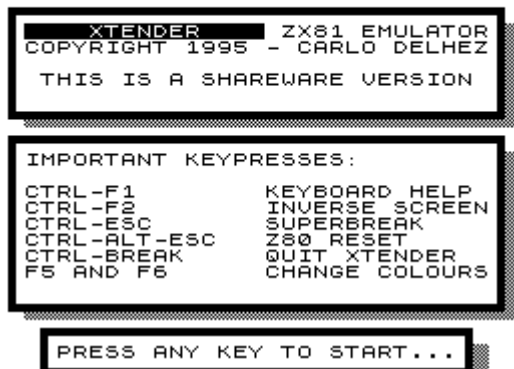 XTENDER ZX81 EMULATOR
COPYRIGHT 1995 - CARLO DELHEZ
THIS IS A SHAREWARE VERSION
IMPORTANT KEYPRESSES:
CTRL-F1 KEYBOARD HELP
CTRL-F2 INVERSE SCREEN
CTRL-ESC SUPERBREAK
CTRL-ALT-ESC Z80 RESET
CTRL-BREAK QUIT XTENDER
F5 AND F6 CHANGE COLOURS
PRESS ANY KEY TO START...